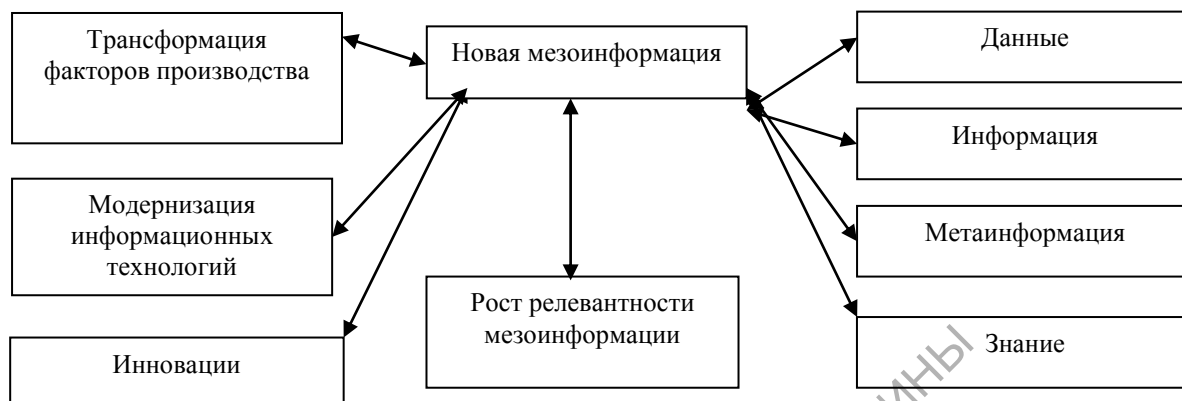 Трансформация
факторов производства
Модернизация
информационных
технологий
Инновации
Новая мезоинформация
Рост релевантности
мезоинформации
Данные
Информация
Метаинформация
Знание